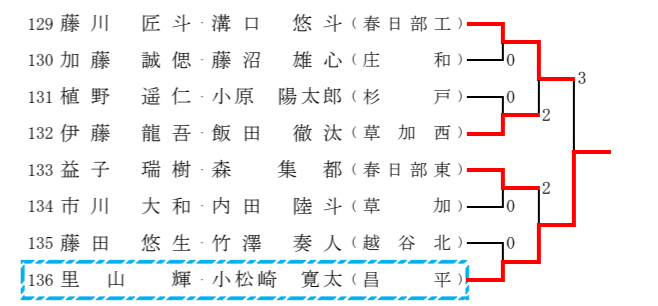 129 藤川 匠斗・溝口 悠斗（春日部工）
130 加藤 誠偲・藤沼 雄心（庄和）
131 植野 遥仁・小原 陽太郎（杉戸）
132 伊藤 龍吾・飯田 徹汰（草加西）
133 益子 瑞樹・森 集都（春日部東）
134 市川 大和・内田 陸斗（草加）
135 藤田 悠生・竹澤 奏人（越谷北）
136 里山 輝・小松崎 寛太（昌平）
0
3
0
2
2
0
0